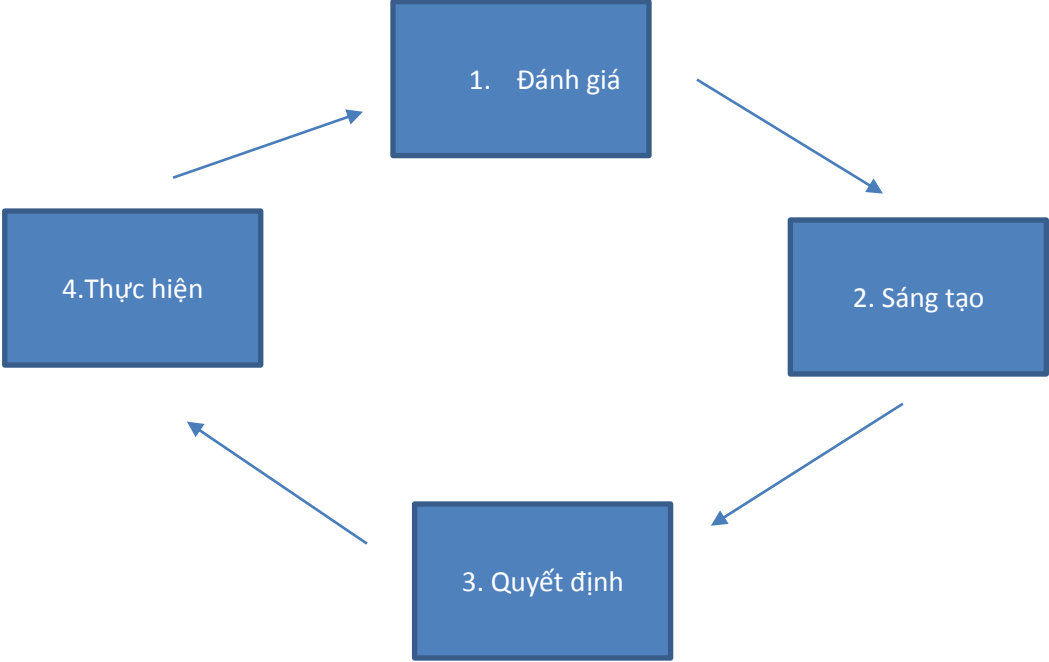 1. Đánh giá
2. Sáng tạo
3. Quyết định
4.Thực hiện